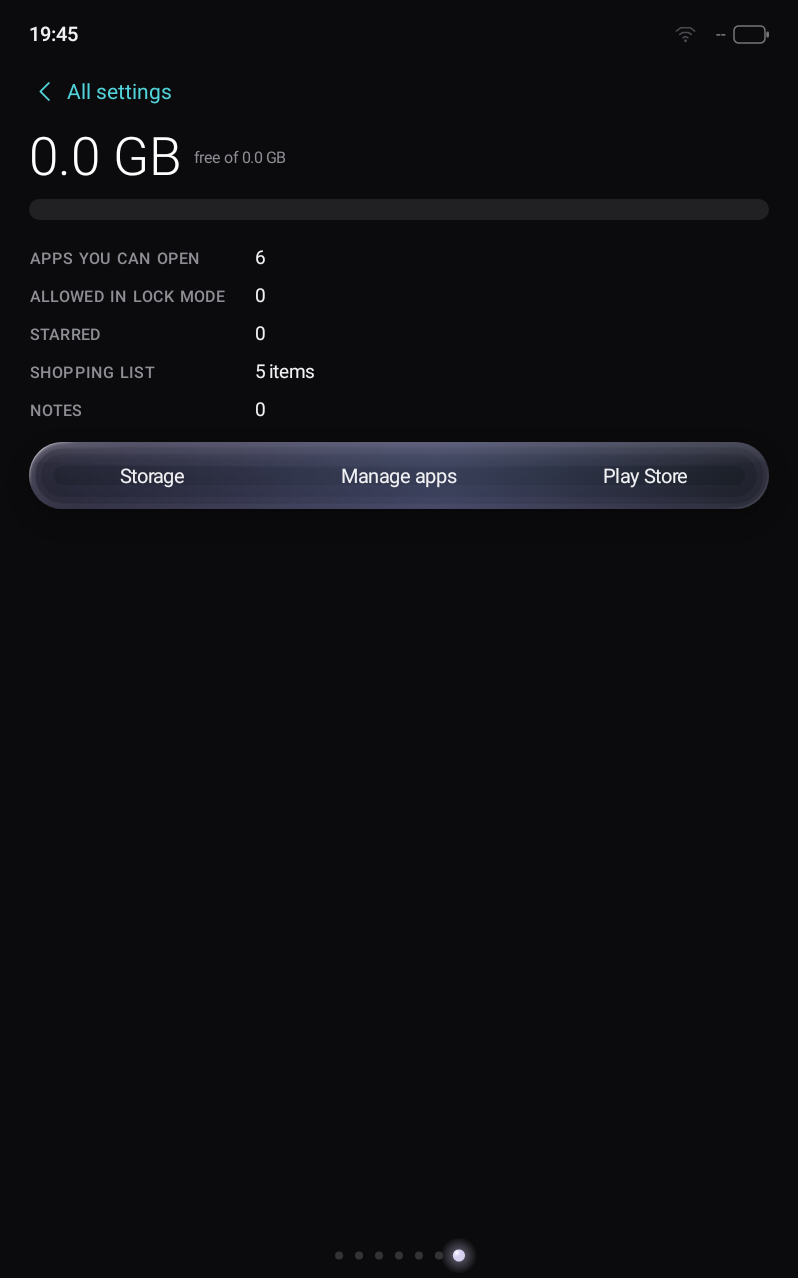 19:45
--
All settings
0.0 GB free of 0.0 GB
APPS YOU CAN OPEN 6
ALLOWED IN LOCK MODE 0
STARRED 0
SHOPPING LIST 5 items
NOTES 0
Storage Manage apps Play Store